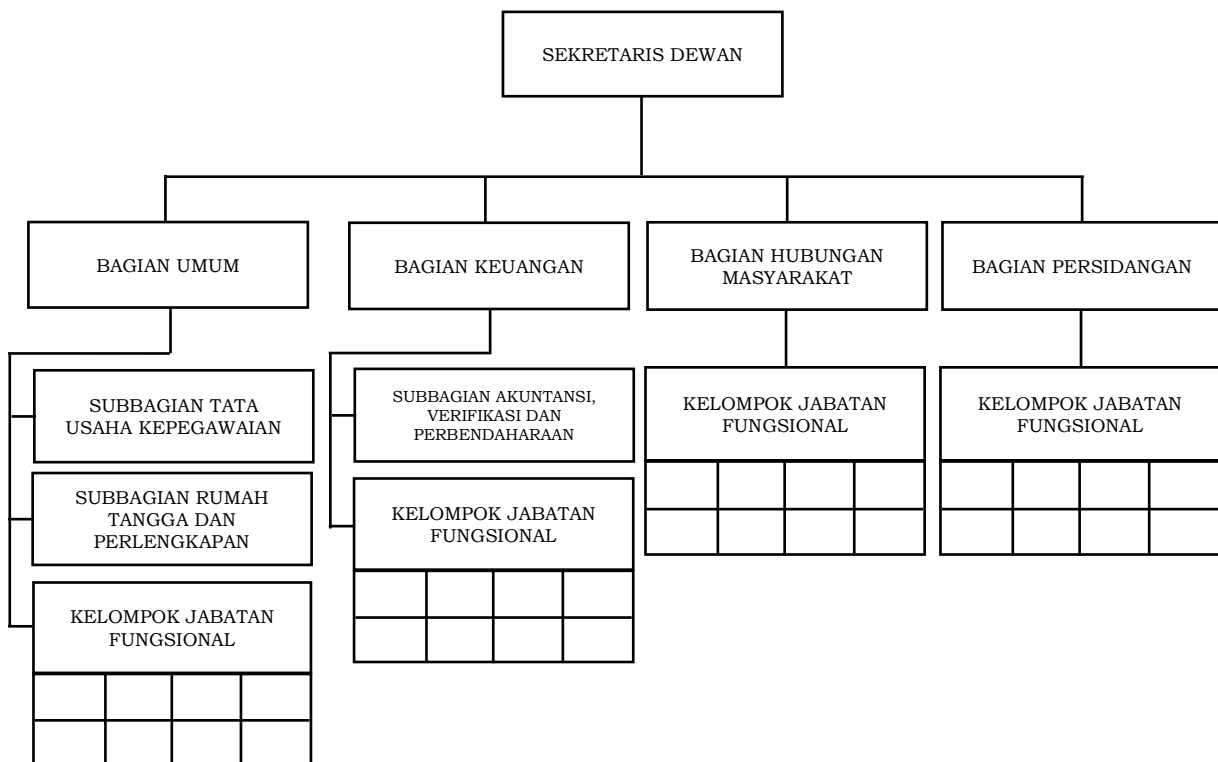 SEKRETARIS DEWAN
BAGIAN UMUM
BAGIAN KEUANGAN
BAGIAN HUBUNGAN
MASYARAKAT
BAGIAN PERSIDANGAN
SUBBAGIAN TATA
USAHA KEPEGAWAIAN
SUBBAGIAN RUMAH
TANGGA DAN
PERLENGKAPAN
KELOMPOK JABATAN
FUNGSIONAL
SUBBAGIAN AKUNTANSI,
VERIFIKASI DAN
PERBENDAHARAAN
KELOMPOK JABATAN
FUNGSIONAL
KELOMPOK JABATAN
FUNGSIONAL
KELOMPOK JABATAN
FUNGSIONAL